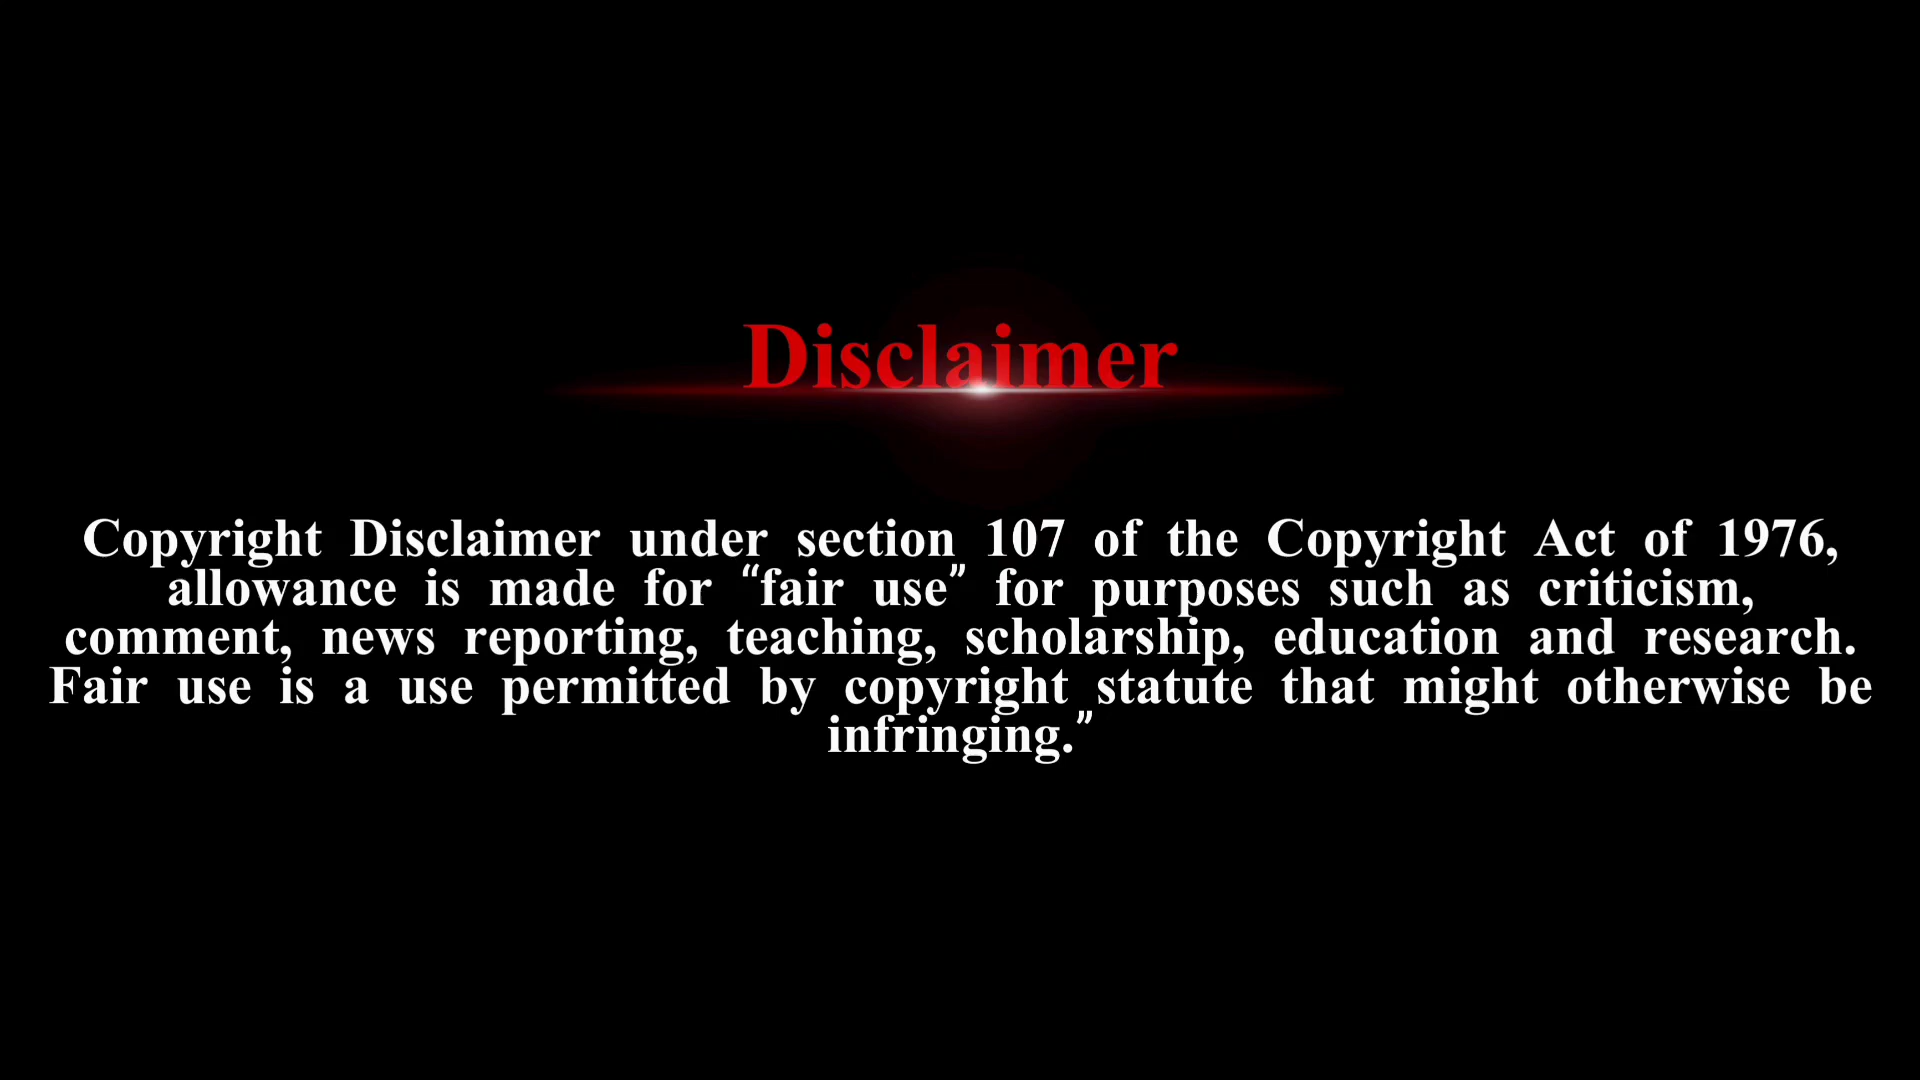 Disclaimer
Copyright Disclaimer under section 107 of the Copyright Act of 1976,
allowance is made for “fair use” for purposes such as criticism,
comment, news reporting, teaching, scholarship, education and research.
Fair use is a use permitted by copyright statute that might otherwise be
infringing.”